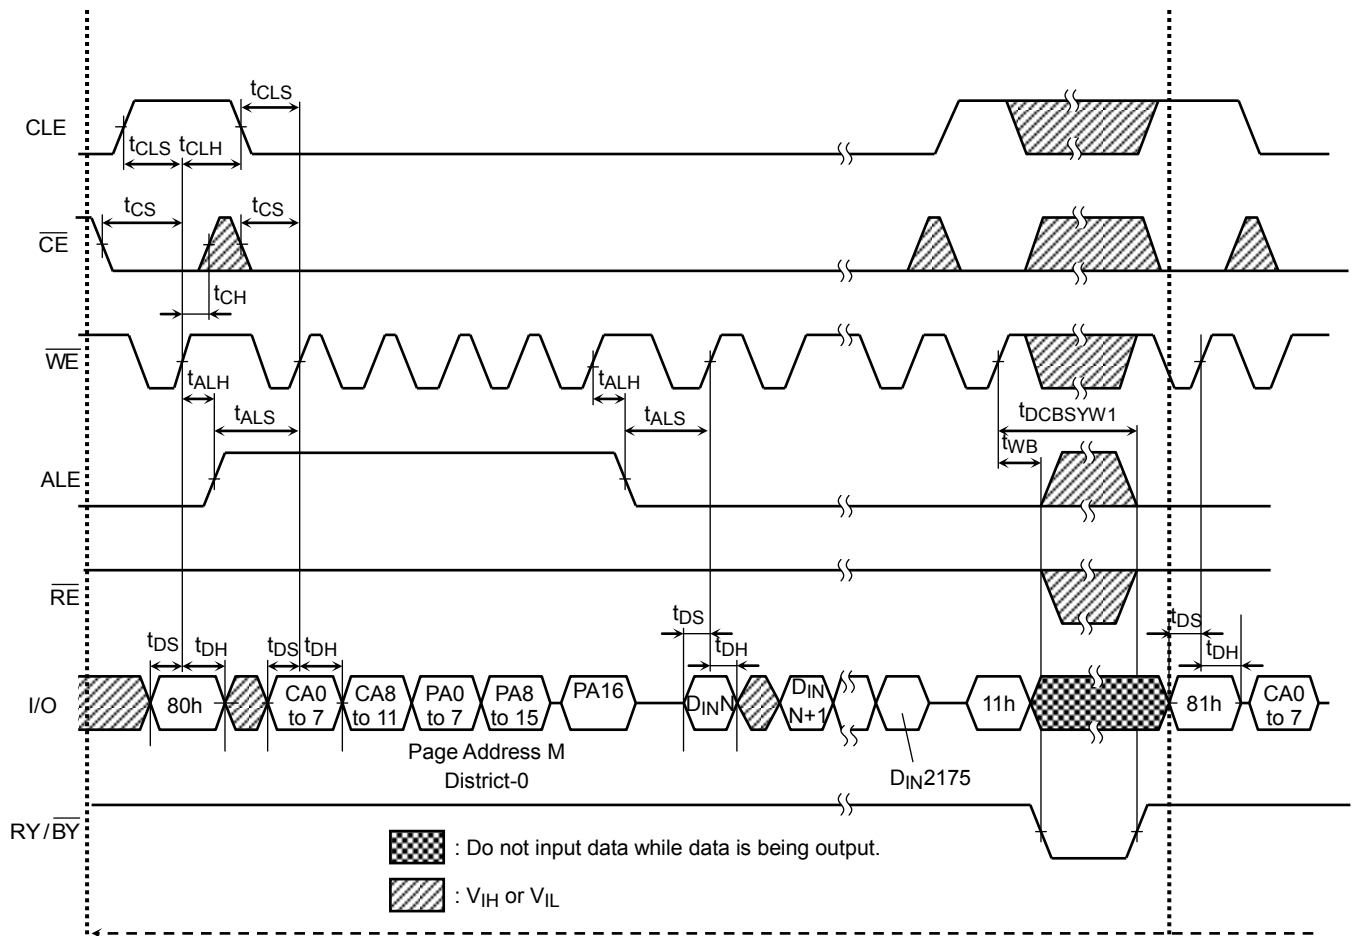 tCLS
CLE
tCLS tCLH
tCS
tCS
CE
tCH
WE
tALH
tALH
tDCBSYW1
tALS
tALS
tWB
ALE
RE
tDS
tDS
tDS
tDH
tDS
tDH
tDH
tDH
I/O
80h
CA0
to 7
CA8
to 11
PA0
to 7
PA8
to 15
PA16
DINN
DIN
N+1
11h
81h
CA0
to 7
Page Address M
District-0
DIN2175
RY/BY
: Do not input data while data is being output.
: VIH or VIL